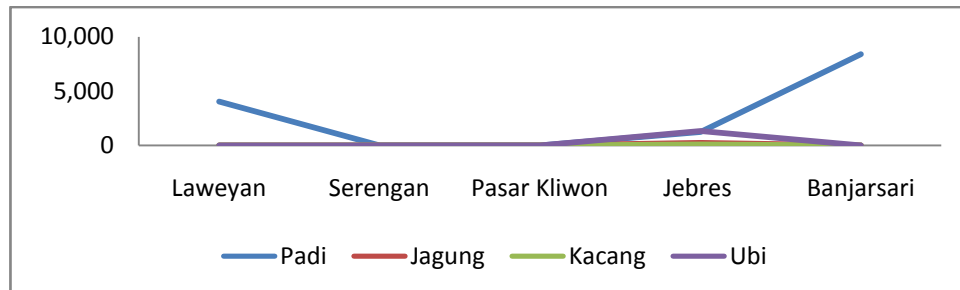 10,000
5,000
0
Laweyan Serengan Pasar Kliwon Jebres Banjarsari
Padi Jagung Kacang Ubi